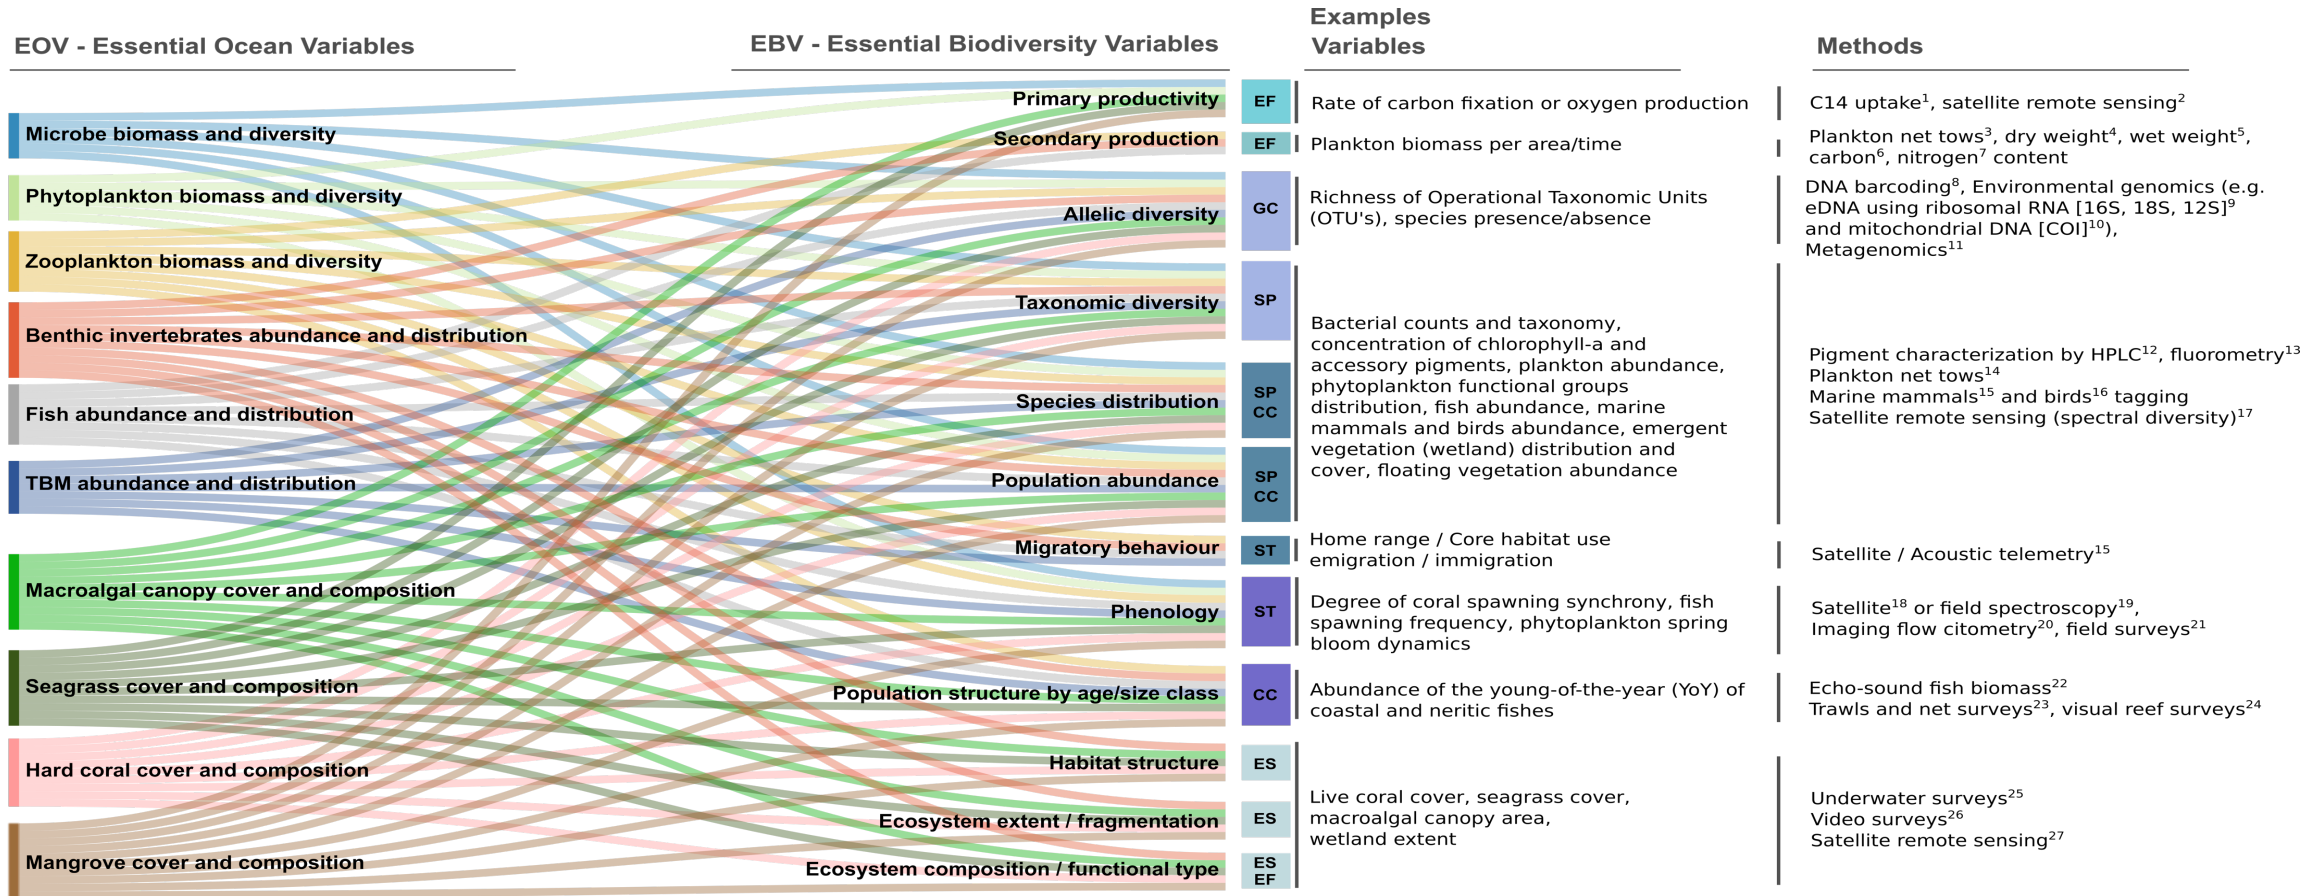 Examples
EOV - Essential Ocean Variables
EBV - Essential Biodiversity Variables
Variables
Methods
Microbe biomass and diversity
Phytoplankton biomass and diversity
Zooplankton biomass and diversity
Benthic invertebrates abundance and distribution
Fish abundance and distribution
TBM abundance and distribution
Macroalgal canopy cover and composition
Seagrass cover and composition
Hard coral cover and composition
Mangrove cover and composition
Primary productivity
EF
Rate of carbon fixation or oxygen production
C14 uptake¹, satellite remote sensing²
Secondary production
EF
Plankton biomass per area/time
Plankton net tows³, dry weight⁴, wet weight⁵,
carbon⁶, nitrogen⁷ content
Allelic diversity
GC
Richness of Operational Taxonomic Units
(OTU's), species presence/absence
DNA barcoding⁸, Environmental genomics (e.g.
eDNA using ribosomal RNA [16S, 18S, 12S]⁹
and mitochondrial DNA [COI]¹⁰),
Metagenomics¹¹
Taxonomic diversity
SP
Species distribution
SP
CC
Population abundance
SP
CC
Bacterial counts and taxonomy,
concentration of chlorophyll-a and
accessory pigments, plankton abundance,
phytoplankton functional groups
distribution, fish abundance, marine
mammals and birds abundance, emergent
vegetation (wetland) distribution and
cover, floating vegetation abundance
Pigment characterization by HPLC¹², fluorometry¹³
Plankton net tows¹⁴
Marine mammals¹⁵ and birds¹⁶ tagging
Satellite remote sensing (spectral diversity)¹⁷
Migratory behaviour
ST
Home range / Core habitat use
emigration / immigration
Satellite / Acoustic telemetry¹⁵
Phenology
ST
Degree of coral spawning synchrony, fish
spawning frequency, phytoplankton spring
bloom dynamics
Satellite¹⁸ or field spectroscopy¹⁹,
Imaging flow citometry²⁰, field surveys²¹
Population structure by age/size class
CC
Abundance of the young-of-the-year (YoY) of
coastal and neritic fishes
Echo-sound fish biomass²²
Trawls and net surveys²³, visual reef surveys²⁴
Habitat structure
ES
Ecosystem extent / fragmentation
ES
Ecosystem composition / functional type
ES
EF
Live coral cover, seagrass cover,
macroalgal canopy area,
wetland extent
Underwater surveys²⁵
Video surveys²⁶
Satellite remote sensing²⁷